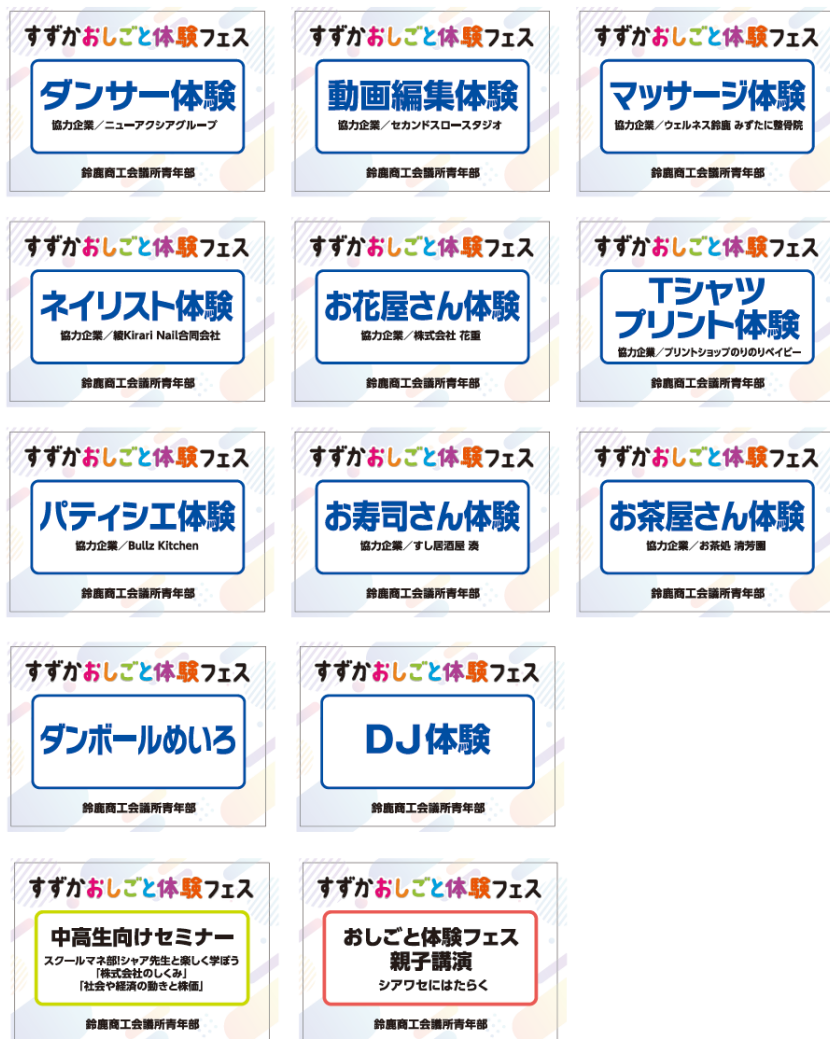 すずかおしごと体験フェス
ダンサー体験
協力企業／ニューアクシアグループ
鈴鹿商工会議所青年部
すずかおしごと体験フェス
動画編集体験
協力企業／セカンドスロースタジオ
鈴鹿商工会議所青年部
すずかおしごと体験フェス
マッサージ体験
協力企業／ウェルネス鈴鹿 みずたに整骨院
鈴鹿商工会議所青年部
すずかおしごと体験フェス
ネイリスト体験
協力企業／綾Kirari Nail合同会社
鈴鹿商工会議所青年部
すずかおしごと体験フェス
お花屋さん体験
協力企業／株式会社 花重
鈴鹿商工会議所青年部
すずかおしごと体験フェス
Tシャツ
プリント体験
協力企業／プリントショップのりのりベイビー
鈴鹿商工会議所青年部
すずかおしごと体験フェス
パティシエ体験
協力企業／Bullz Kitchen
鈴鹿商工会議所青年部
すずかおしごと体験フェス
お寿司さん体験
協力企業／すし居酒屋 湊
鈴鹿商工会議所青年部
すずかおしごと体験フェス
お茶屋さん体験
協力企業／お茶処 清芳園
鈴鹿商工会議所青年部
すずかおしごと体験フェス
ダンボールめいろ
鈴鹿商工会議所青年部
すずかおしごと体験フェス
DJ体験
鈴鹿商工会議所青年部
すずかおしごと体験フェス
中高生向けセミナー
スクールマネ部!シャア先生と楽しく学ぼう
「株式会社のしくみ」
「社会や経済の動きと株価」
鈴鹿商工会議所青年部
すずかおしごと体験フェス
おしごと体験フェス
親子講演
シアワセにはたらく
鈴鹿商工会議所青年部